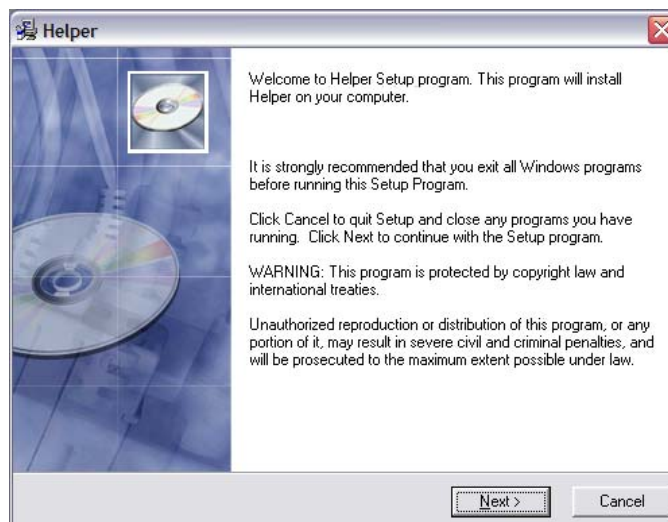 Helper
Welcome to Helper Setup program. This program will install
Helper on your computer.
It is strongly recommended that you exit all Windows programs
before running this Setup Program.
Click Cancel to quit Setup and close any programs you have
running. Click Next to continue with the Setup program.
WARNING: This program is protected by copyright law and
international treaties.
Unauthorized reproduction or distribution of this program, or any
portion of it, may result in severe civil and criminal penalties, and
will be prosecuted to the maximum extent possible under law.
Next > Cancel